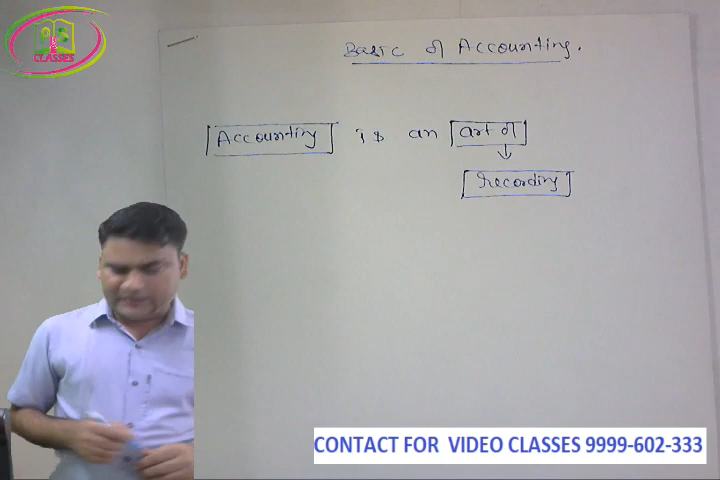 CLASSES
Basic of Accounting.
Accounting is an art of
recording
CONTACT FOR VIDEO CLASSES 9999-602-333